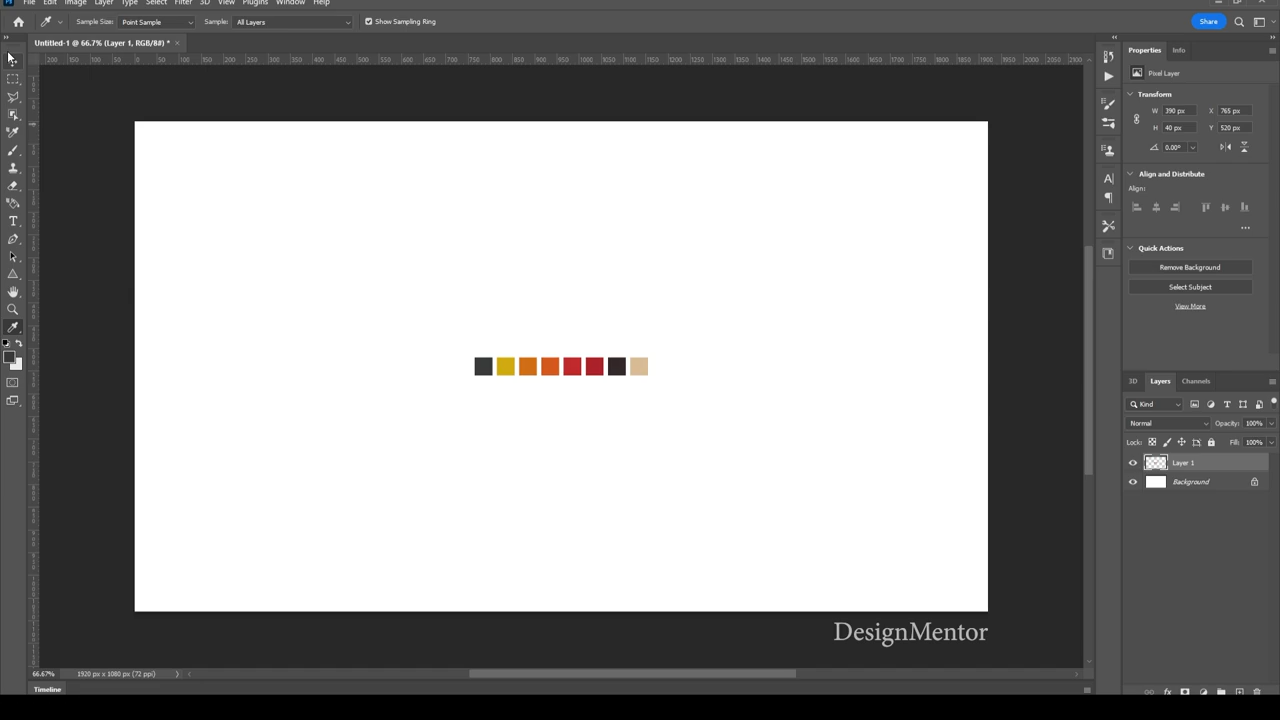 File Edit Image Layer Type Select Filter 3D View Plugins Window Help
Sample Size: Point Sample Sample: All Layers Show Sampling Ring Share
Untitled-1 @ 66.7% (Layer 1, RGB/8#) * ×
Properties Info
Pixel Layer
Transform
W 390 px X 765 px
H 40 px Y 520 px
0.00°
Align and Distribute
Align:
Quick Actions
Remove Background
Select Subject
View More
3D Layers Channels
Kind
Normal Opacity: 100%
Lock: Fill: 100%
Layer 1
Background
DesignMentor
66.67% 1920 px x 1080 px (72 ppi)
Timeline